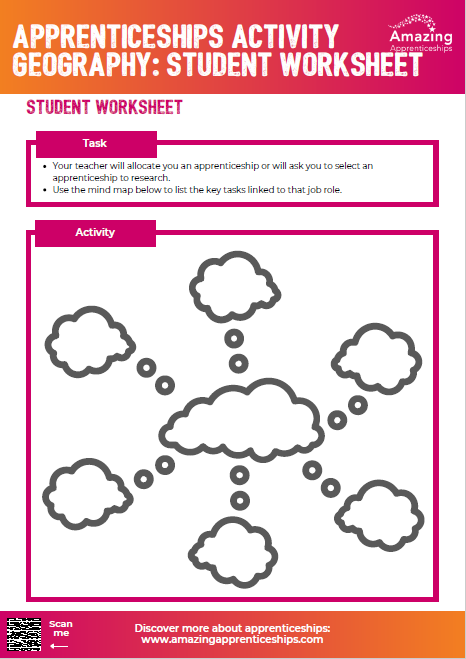 APPRENTICESHIPS ACTIVITY
GEOGRAPHY: STUDENT WORKSHEET
Amazing
Apprenticeships
STUDENT WORKSHEET
Task
• Your teacher will allocate you an apprenticeship or will ask you to select an
apprenticeship to research.
• Use the mind map below to list the key tasks linked to that job role.
Activity
Scan
me
Discover more about apprenticeships:
www.amazingapprenticeships.com